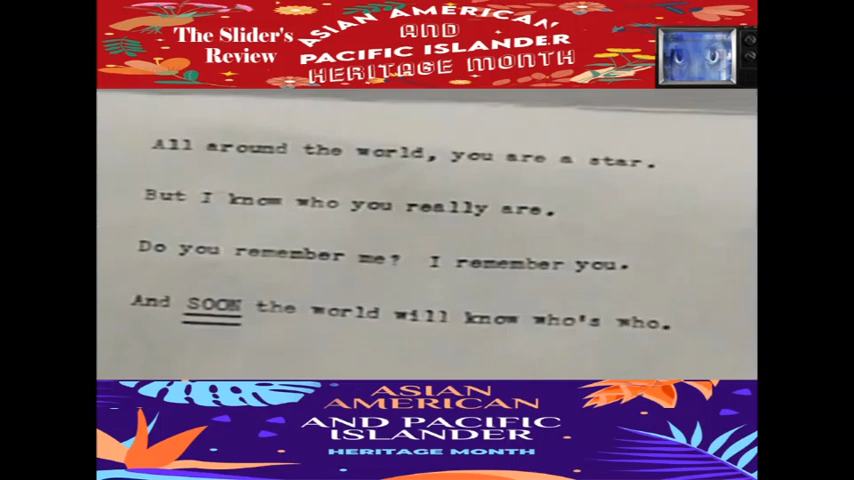 The Slider's
Review
ASIAN AMERICAN
AND
PACIFIC ISLANDER
HERITAGE MONTH
All around the world, you are a star.
But I know who you really are.
Do you remember me? I remember you.
And SOON the world will know who's who.
ASIAN
AMERICAN
AND PACIFIC
ISLANDER
HERITAGE MONTH